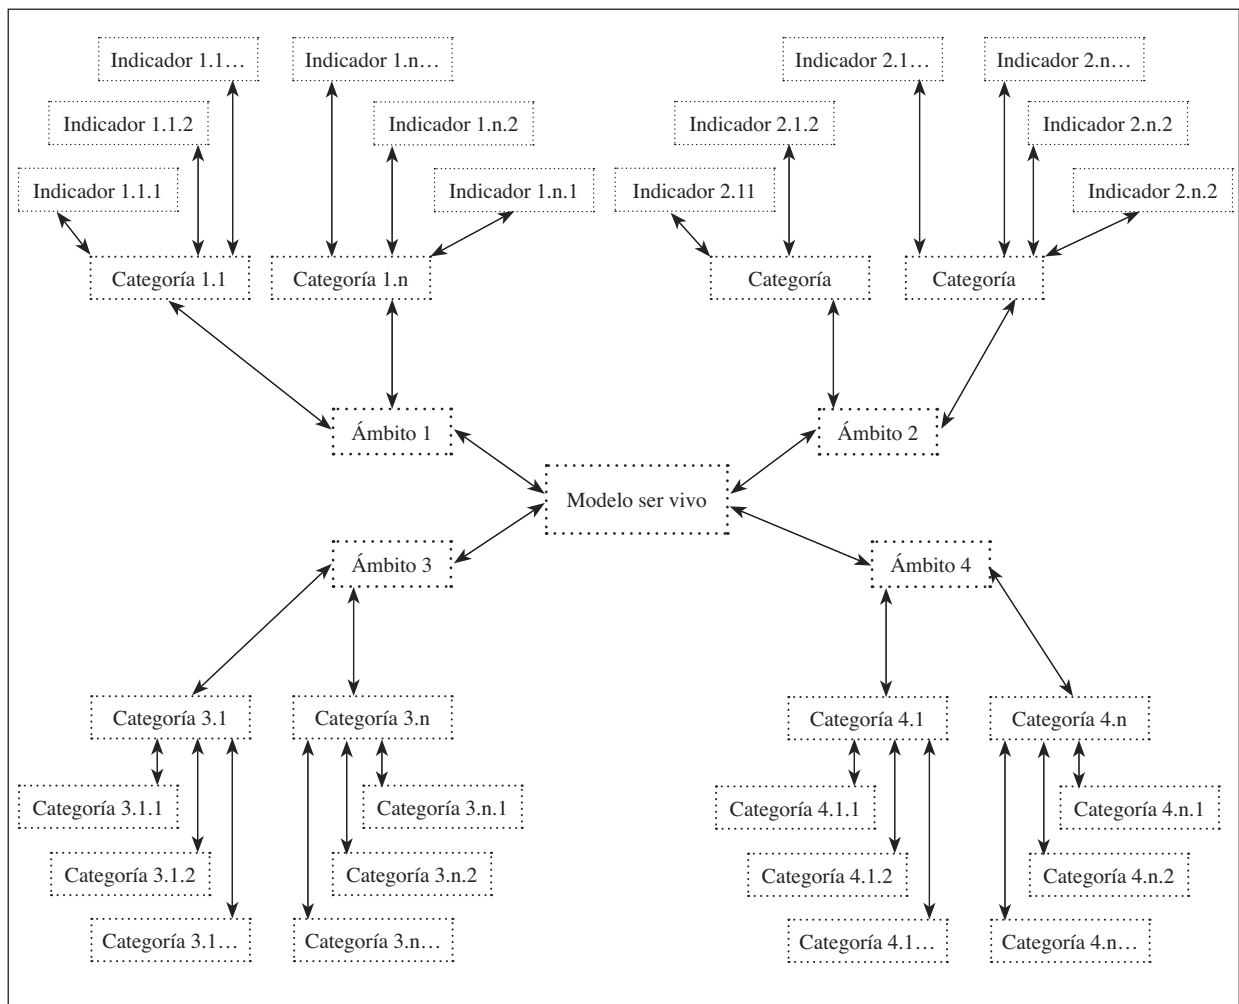 Indicador 1.1…
Indicador 1.n…
Indicador 2.1…
Indicador 2.n…
Indicador 1.1.2
Indicador 1.n.2
Indicador 2.1.2
Indicador 2.n.2
Indicador 1.1.1
Indicador 1.n.1
Indicador 2.11
Indicador 2.n.2
Categoría 1.1
Categoría 1.n
Categoría
Categoría
Ámbito 1
Ámbito 2
Modelo ser vivo
Ámbito 3
Ámbito 4
Categoría 3.1
Categoría 3.n
Categoría 4.1
Categoría 4.n
Categoría 3.1.1
Categoría 3.n.1
Categoría 4.1.1
Categoría 4.n.1
Categoría 3.1.2
Categoría 3.n.2
Categoría 4.1.2
Categoría 4.n.2
Categoría 3.1…
Categoría 3.n…
Categoría 4.1…
Categoría 4.n…